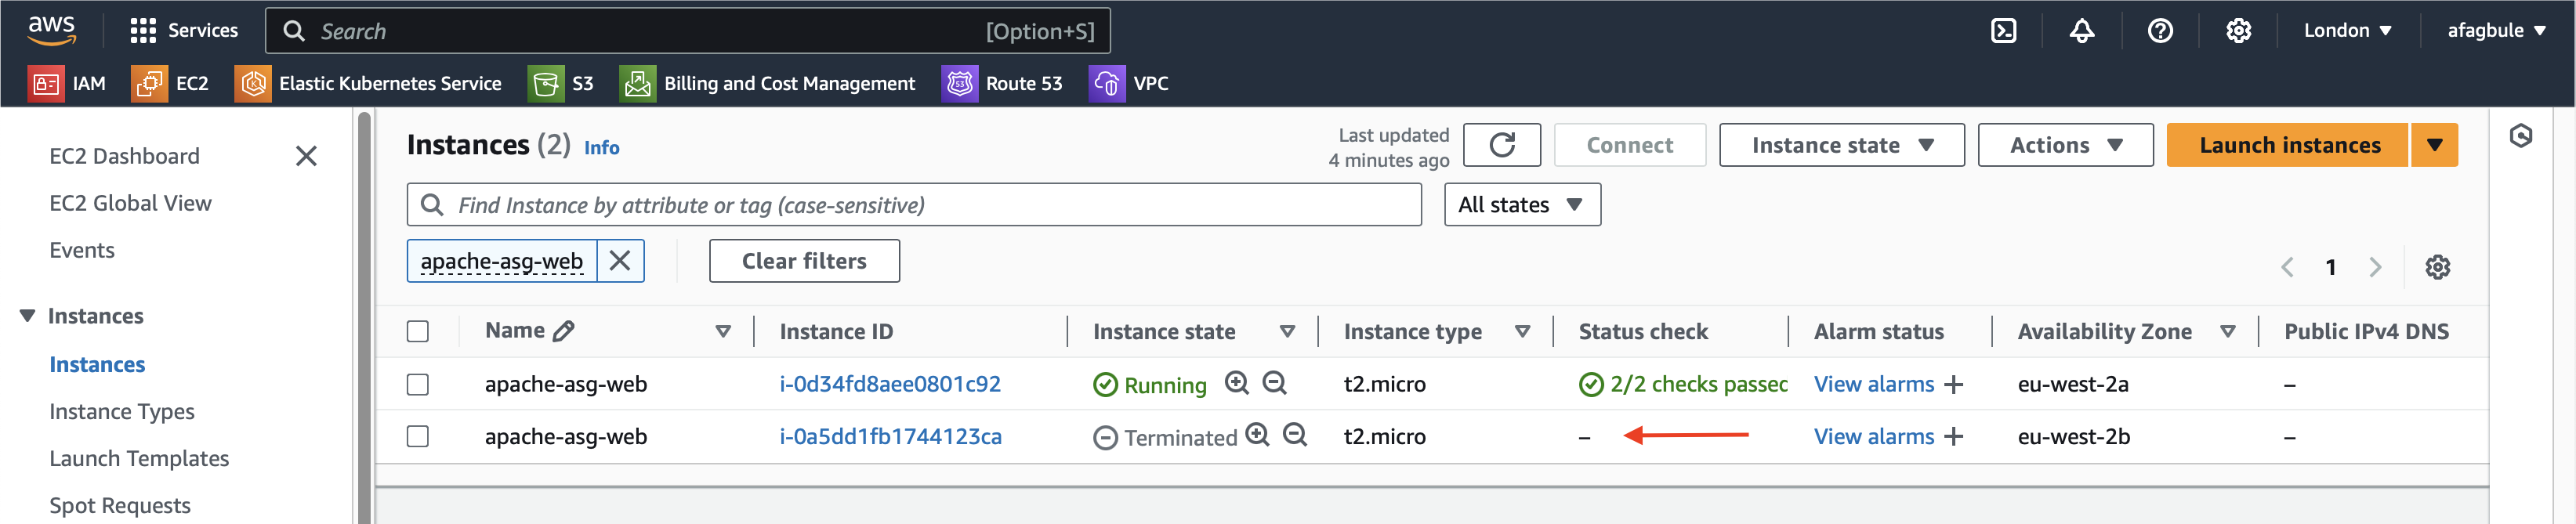 aws Services Search [Option+S] London afagbule
IAM EC2 Elastic Kubernetes Service S3 53 Billing and Cost Management Route 53 VPC
EC2 Dashboard
EC2 Global View
Events
Instances
Instances
Instance Types
Launch Templates
Spot Requests
Instances (2) Info
Last updated
4 minutes ago
Connect Instance state Actions Launch instances
Find Instance by attribute or tag (case-sensitive) All states
apache-asg-web Clear filters
1
Name Instance ID Instance state Instance type Status check Alarm status Availability Zone Public IPv4 DNS
apache-asg-web i-0d34fd8aee0801c92 Running t2.micro 2/2 checks passec View alarms + eu-west-2a –
apache-asg-web i-0a5dd1fb1744123ca Terminated t2.micro – View alarms + eu-west-2b –